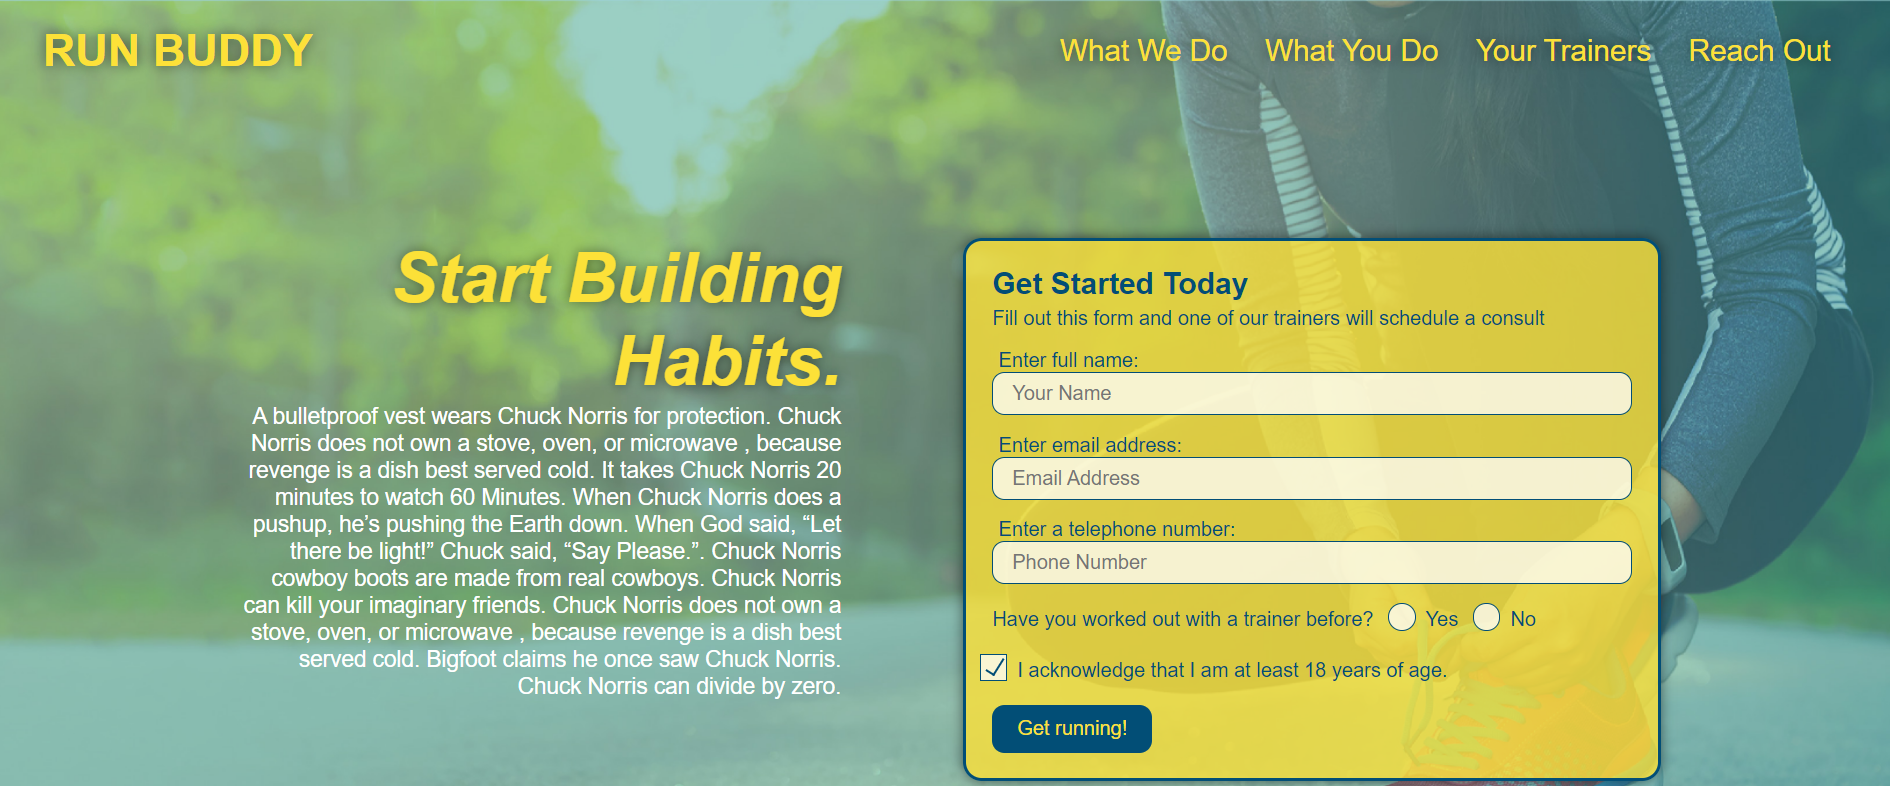 RUN BUDDY
What We Do What You Do Your Trainers Reach Out
Start Building
Habits.
A bulletproof vest wears Chuck Norris for protection. Chuck
Norris does not own a stove, oven, or microwave , because
revenge is a dish best served cold. It takes Chuck Norris 20
minutes to watch 60 Minutes. When Chuck Norris does a
pushup, he’s pushing the Earth down. When God said, “Let
there be light!” Chuck said, “Say Please.”. Chuck Norris
cowboy boots are made from real cowboys. Chuck Norris
can kill your imaginary friends. Chuck Norris does not own a
stove, oven, or microwave , because revenge is a dish best
served cold. Bigfoot claims he once saw Chuck Norris.
Chuck Norris can divide by zero.
Get Started Today
Fill out this form and one of our trainers will schedule a consult
Enter full name:
Your Name
Enter email address:
Email Address
Enter a telephone number:
Phone Number
Have you worked out with a trainer before? Yes No
I acknowledge that I am at least 18 years of age.
Get running!